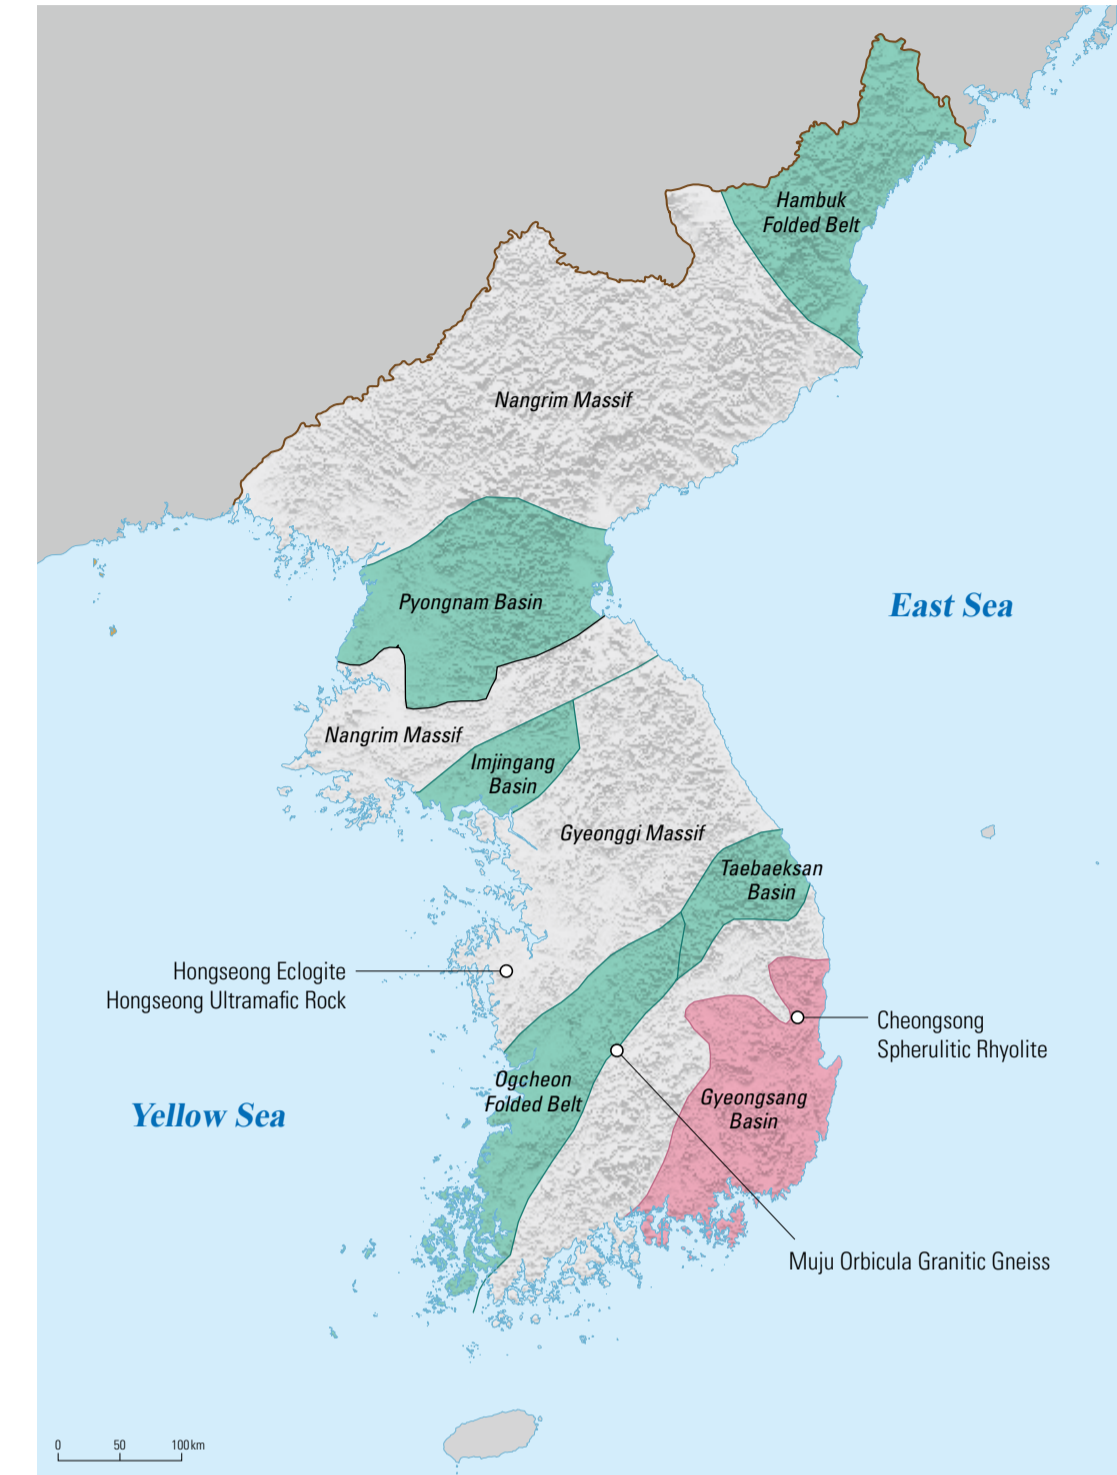 Hambuk
Folded Belt
Nangrim Massif
East Sea
Pyongnam Basin
Nangrim Massif
Imjingang
Basin
Gyeonggi Massif
Taebaeksan
Basin
Hongseong Eclogite
Hongseong Ultramafic Rock
Cheongsong
Spherulitic Rhyolite
Ogcheon
Folded Belt
Gyeongsang
Basin
Yellow Sea
Muju Orbicula Granitic Gneiss
0 50 100km